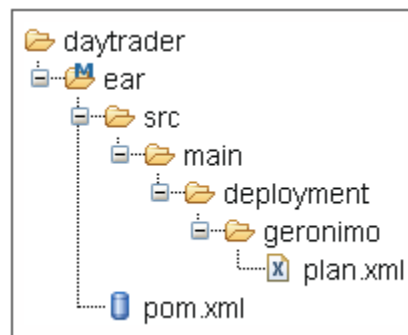 daytrader
ear
src
main
deployment
geronimo
plan.xml
pom.xml